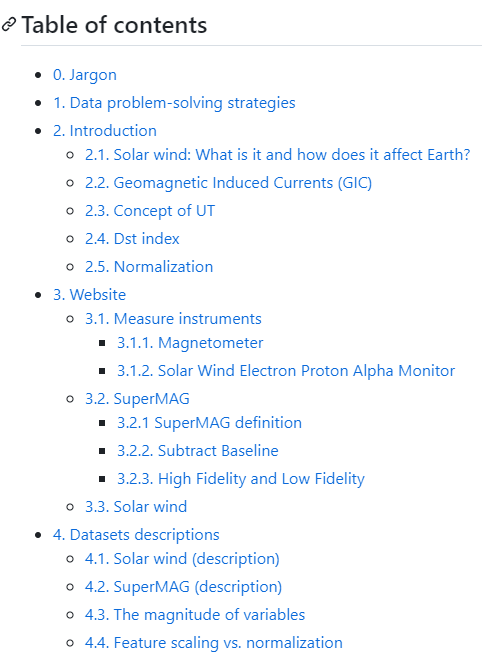 Table of contents
0. Jargon
1. Data problem-solving strategies
2. Introduction
2.1. Solar wind: What is it and how does it affect Earth?
2.2. Geomagnetic Induced Currents (GIC)
2.3. Concept of UT
2.4. Dst index
2.5. Normalization
3. Website
3.1. Measure instruments
3.1.1. Magnetometer
3.1.2. Solar Wind Electron Proton Alpha Monitor
3.2. SuperMAG
3.2.1 SuperMAG definition
3.2.2. Subtract Baseline
3.2.3. High Fidelity and Low Fidelity
3.3. Solar wind
4. Datasets descriptions
4.1. Solar wind (description)
4.2. SuperMAG (description)
4.3. The magnitude of variables
4.4. Feature scaling vs. normalization